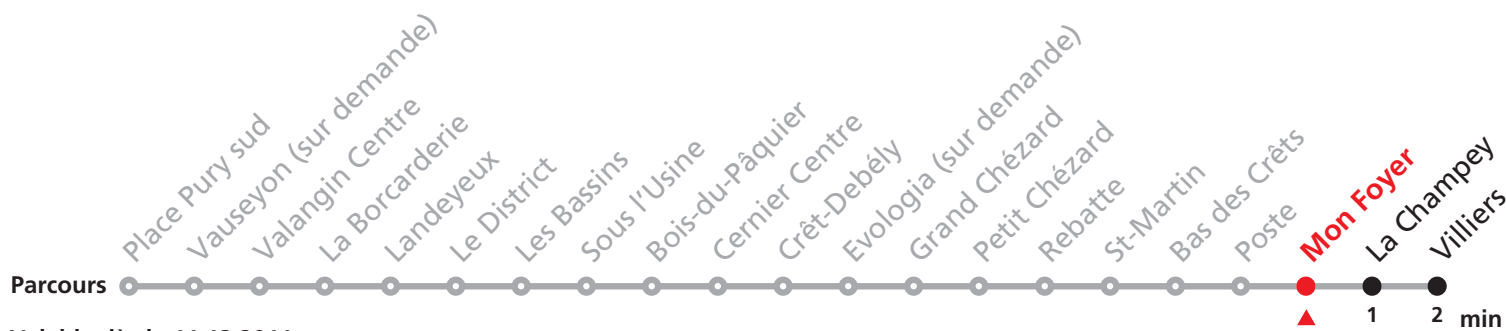 Place Pury sud
Vauseyon (sur demande)
Valangin Centre
La Borcarderie
Landeyeux
Le District
Les Bassins
Sous l'Usine
Bois-du-Pâquier
Cernier Centre
Crêt-Debély
Evologia (sur demande)
Grand Chézard
Petit Chézard
Rebatte
St-Martin
Bas des Crêts
Poste
Mon Foyer
La Champey
Villiers
Parcours
1 2 min